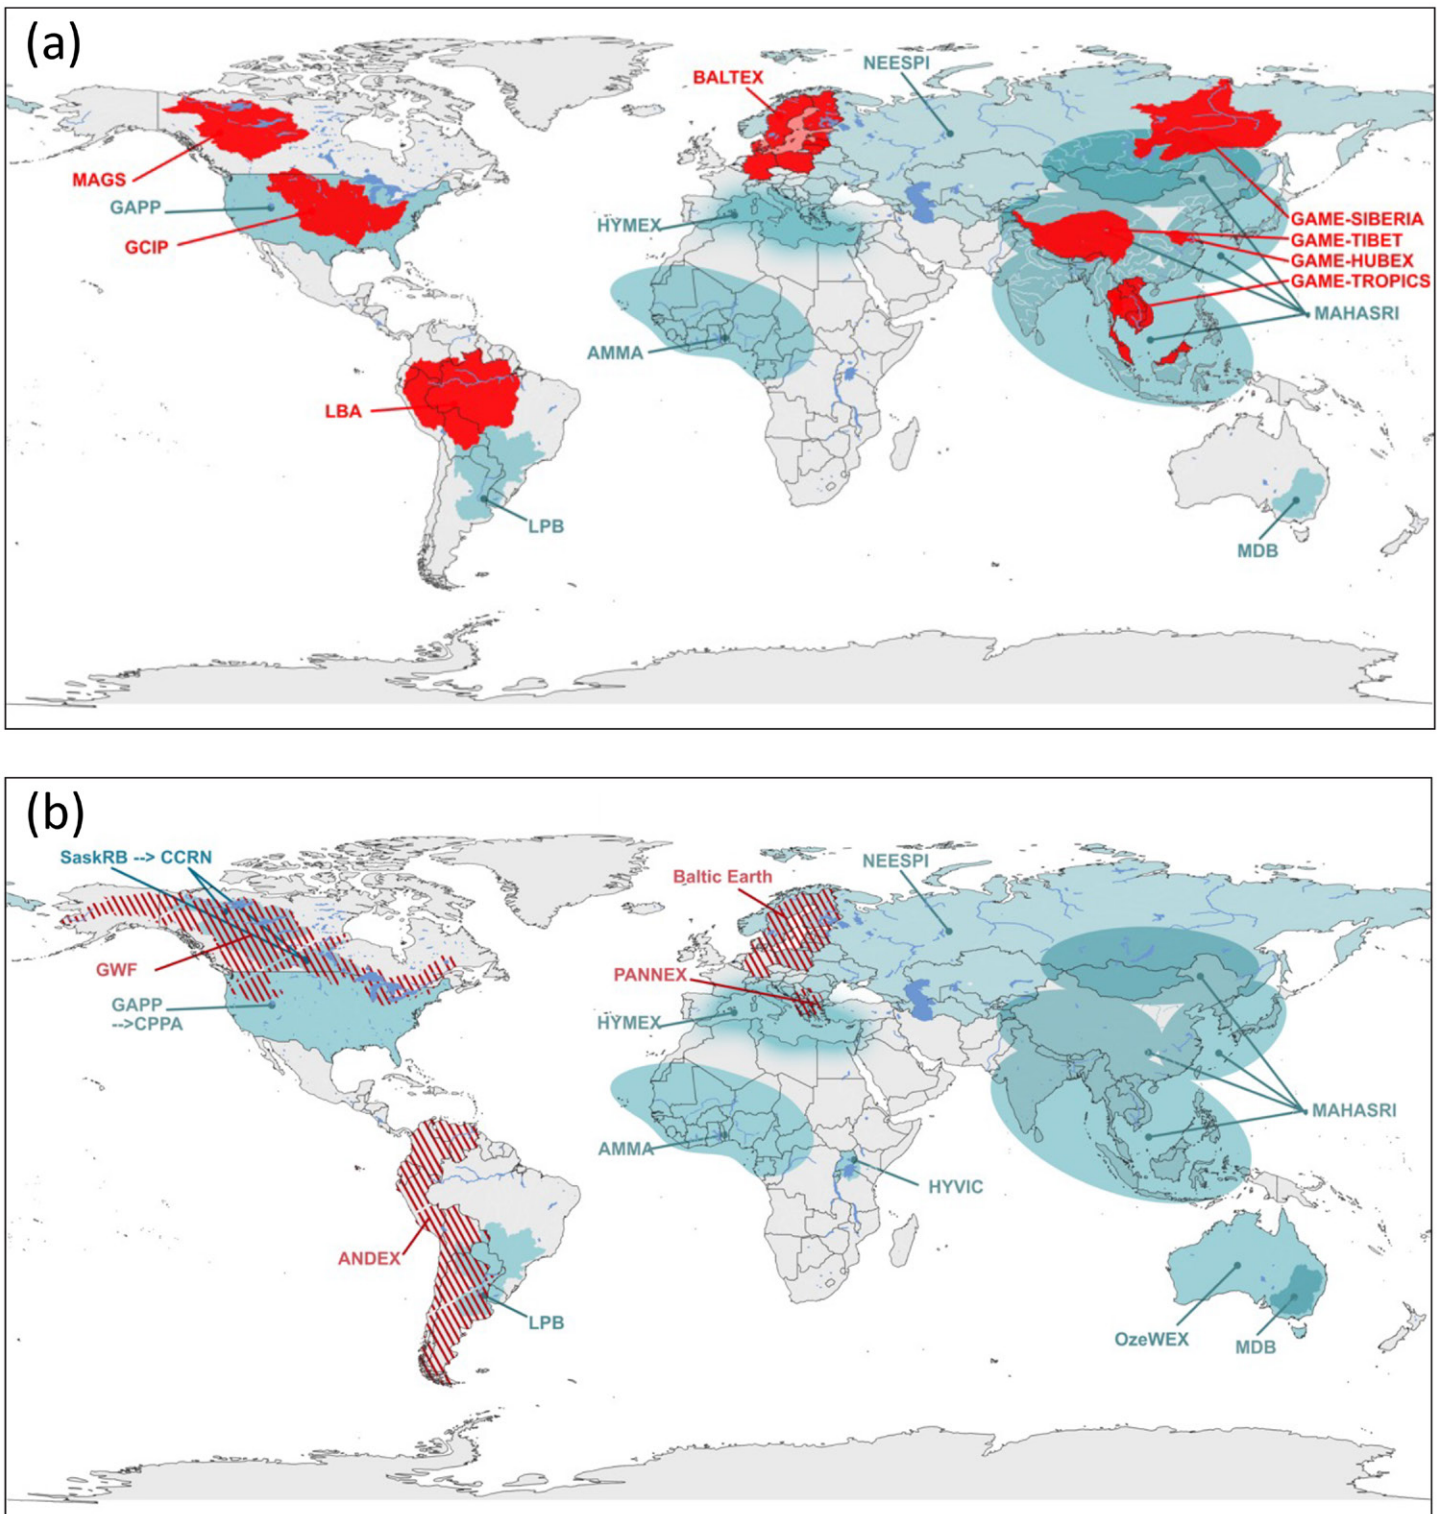 (a)
NEESPI
BALTEX
MAGS
GAPP
GCIP
HYMEX
GAME-SIBERIA
GAME-TIBET
GAME-HUBEX
GAME-TROPICS
MAHASRI
AMMA
LBA
LPB
MDB
(b)
SaskRB --> CCRN
NEESPI
Baltic Earth
GWF
PANNEX
GAPP
-->CPPA
HYMEX
MAHASRI
AMMA
HYVIC
ANDEX
LPB
OzeWEX
MDB